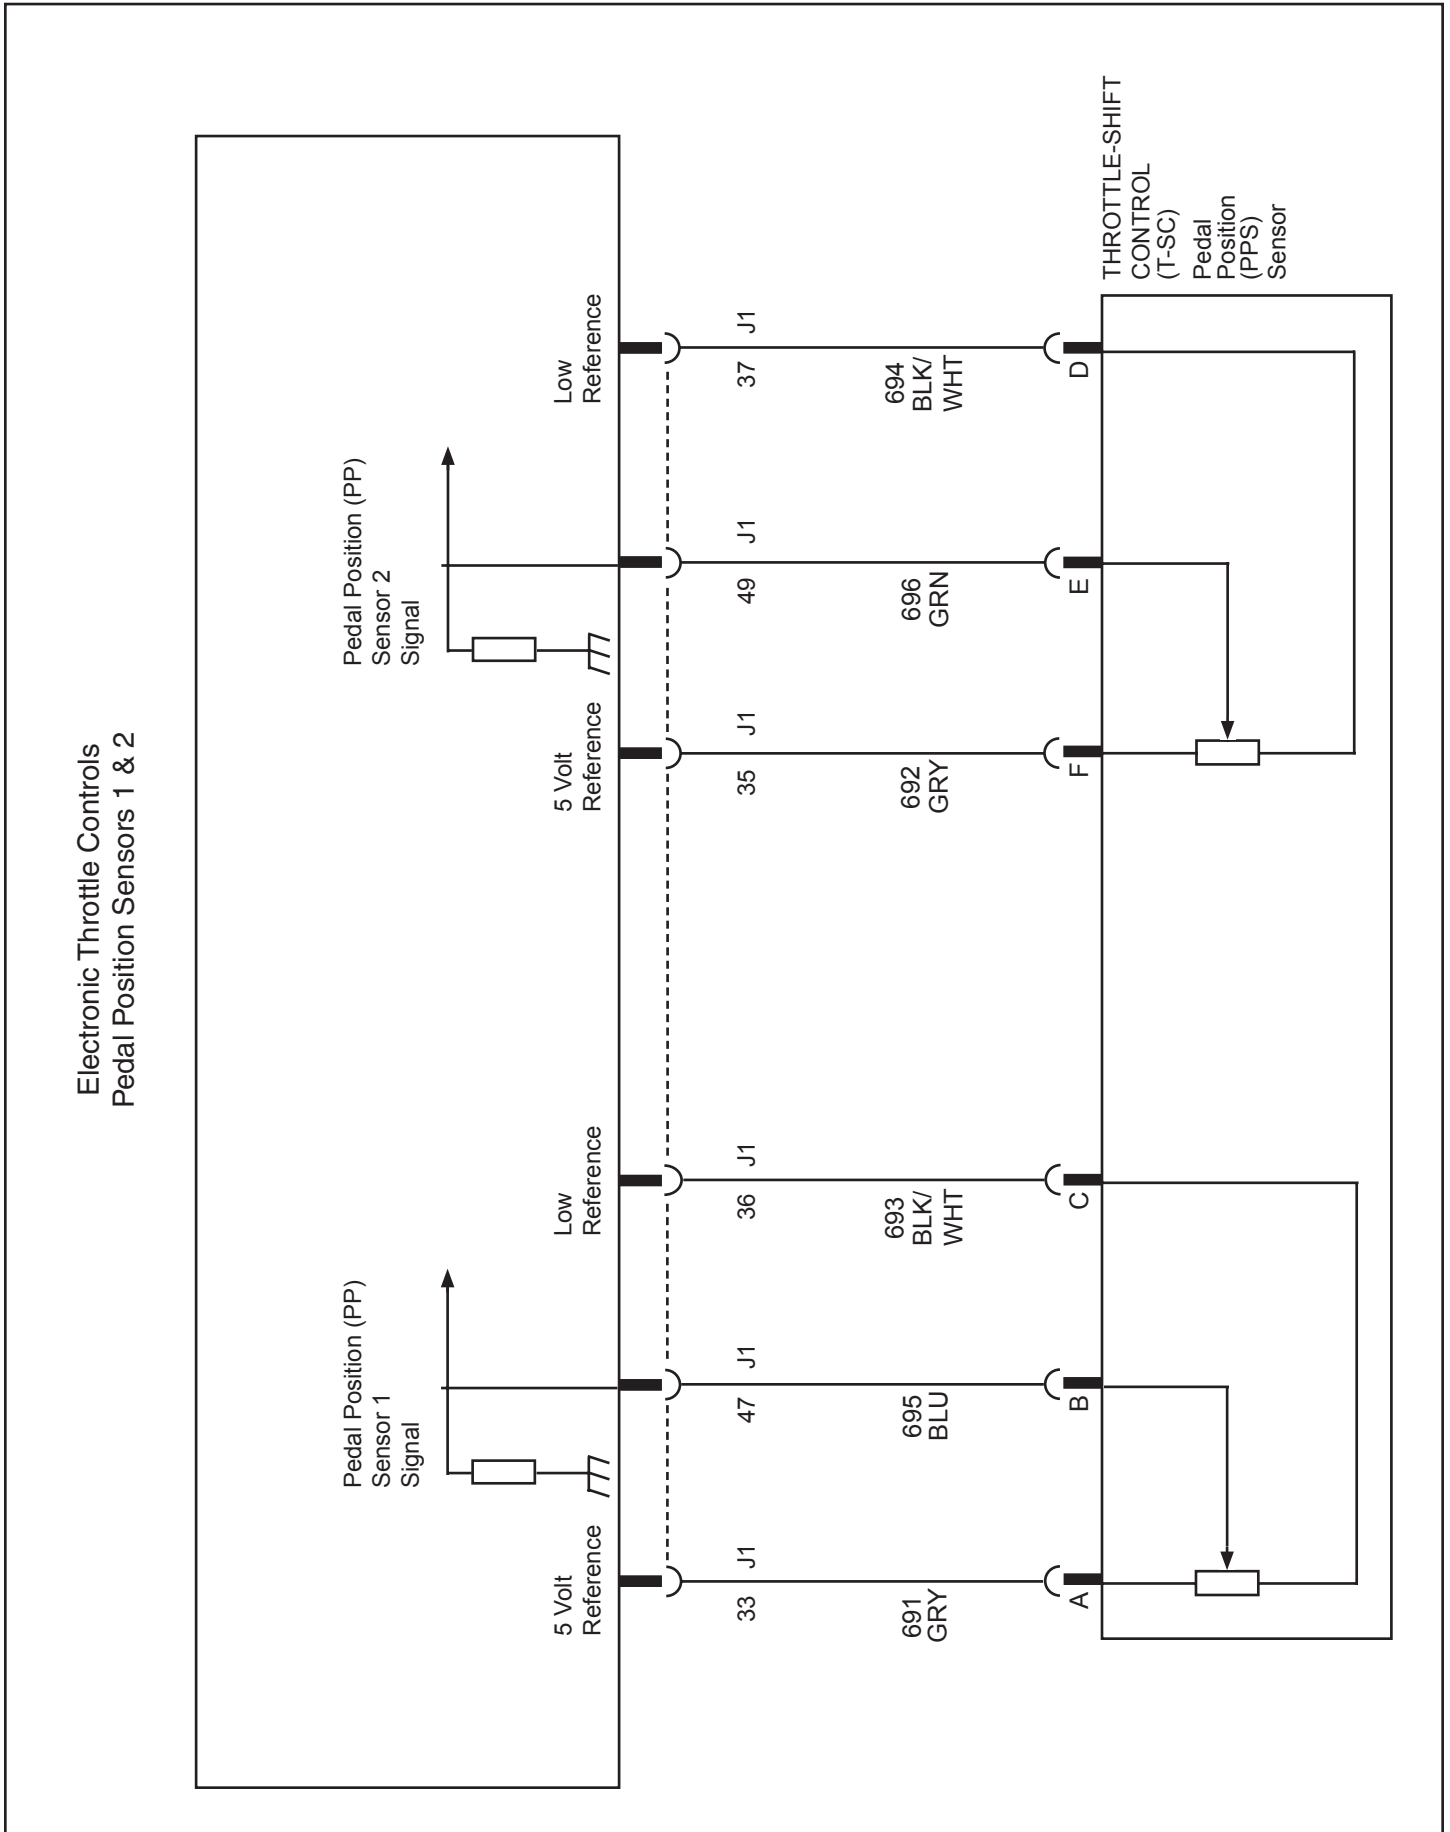 Electronic Throttle Controls
Pedal Position Sensors 1 & 2
5 Volt
Reference
Pedal Position (PP)
Sensor 1
Signal
Low
Reference
5 Volt
Reference
Pedal Position (PP)
Sensor 2
Signal
Low
Reference
33 J1
47 J1
36 J1
35 J1
49 J1
37 J1
691
GRY
695
BLU
693
BLK/
WHT
692
GRY
696
GRN
694
BLK/
WHT
A
B
C
F
E
D
THROTTLE-SHIFT
CONTROL
(T-SC)
Pedal
Position
(PPS)
Sensor